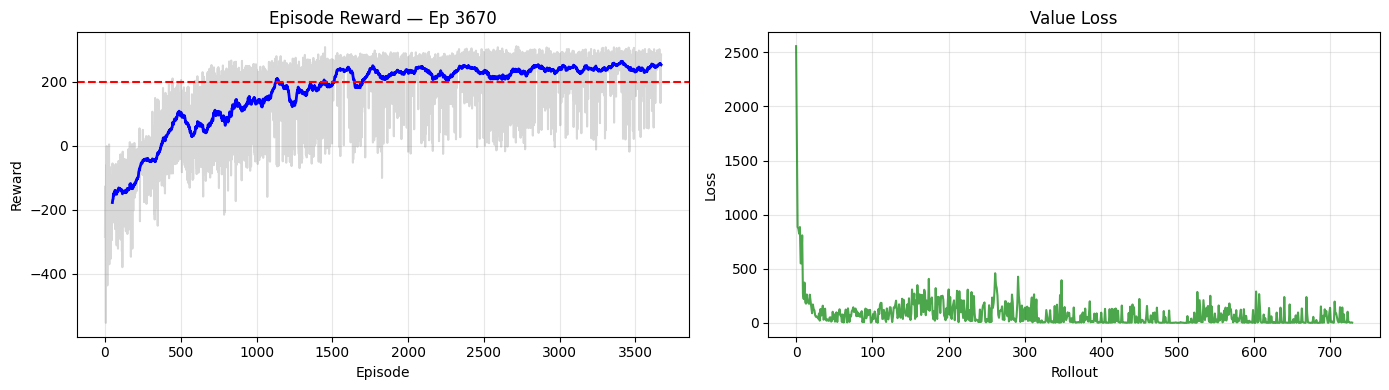 Episode Reward — Ep 3670
Reward
200
0
−200
−400
0 500 1000 1500 2000 2500 3000 3500
Episode
Value Loss
Loss
2500
2000
1500
1000
500
0
0 100 200 300 400 500 600 700
Rollout